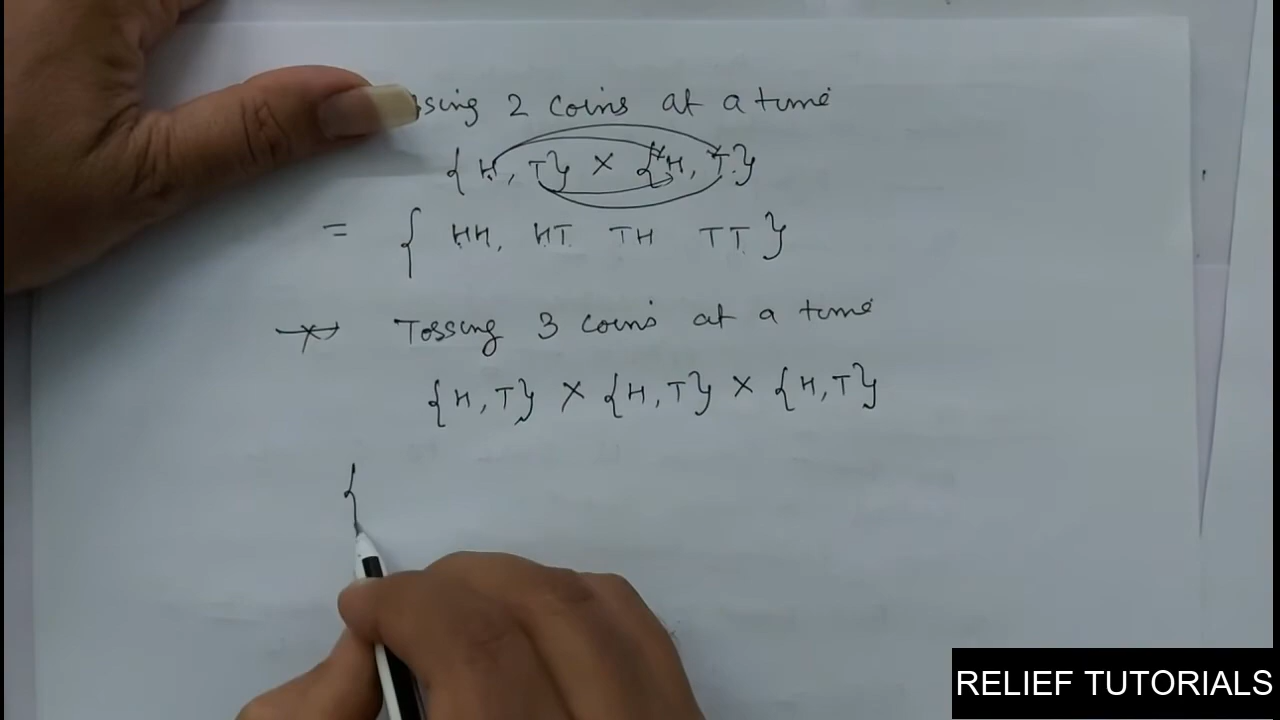 ssing 2 coins at a time
{ H, T} × { H, T }
= { HH, HT TH TT }
Tossing 3 coins at a time
{ H, T} × { H, T } × { H, T }
{
RELIEF TUTORIALS